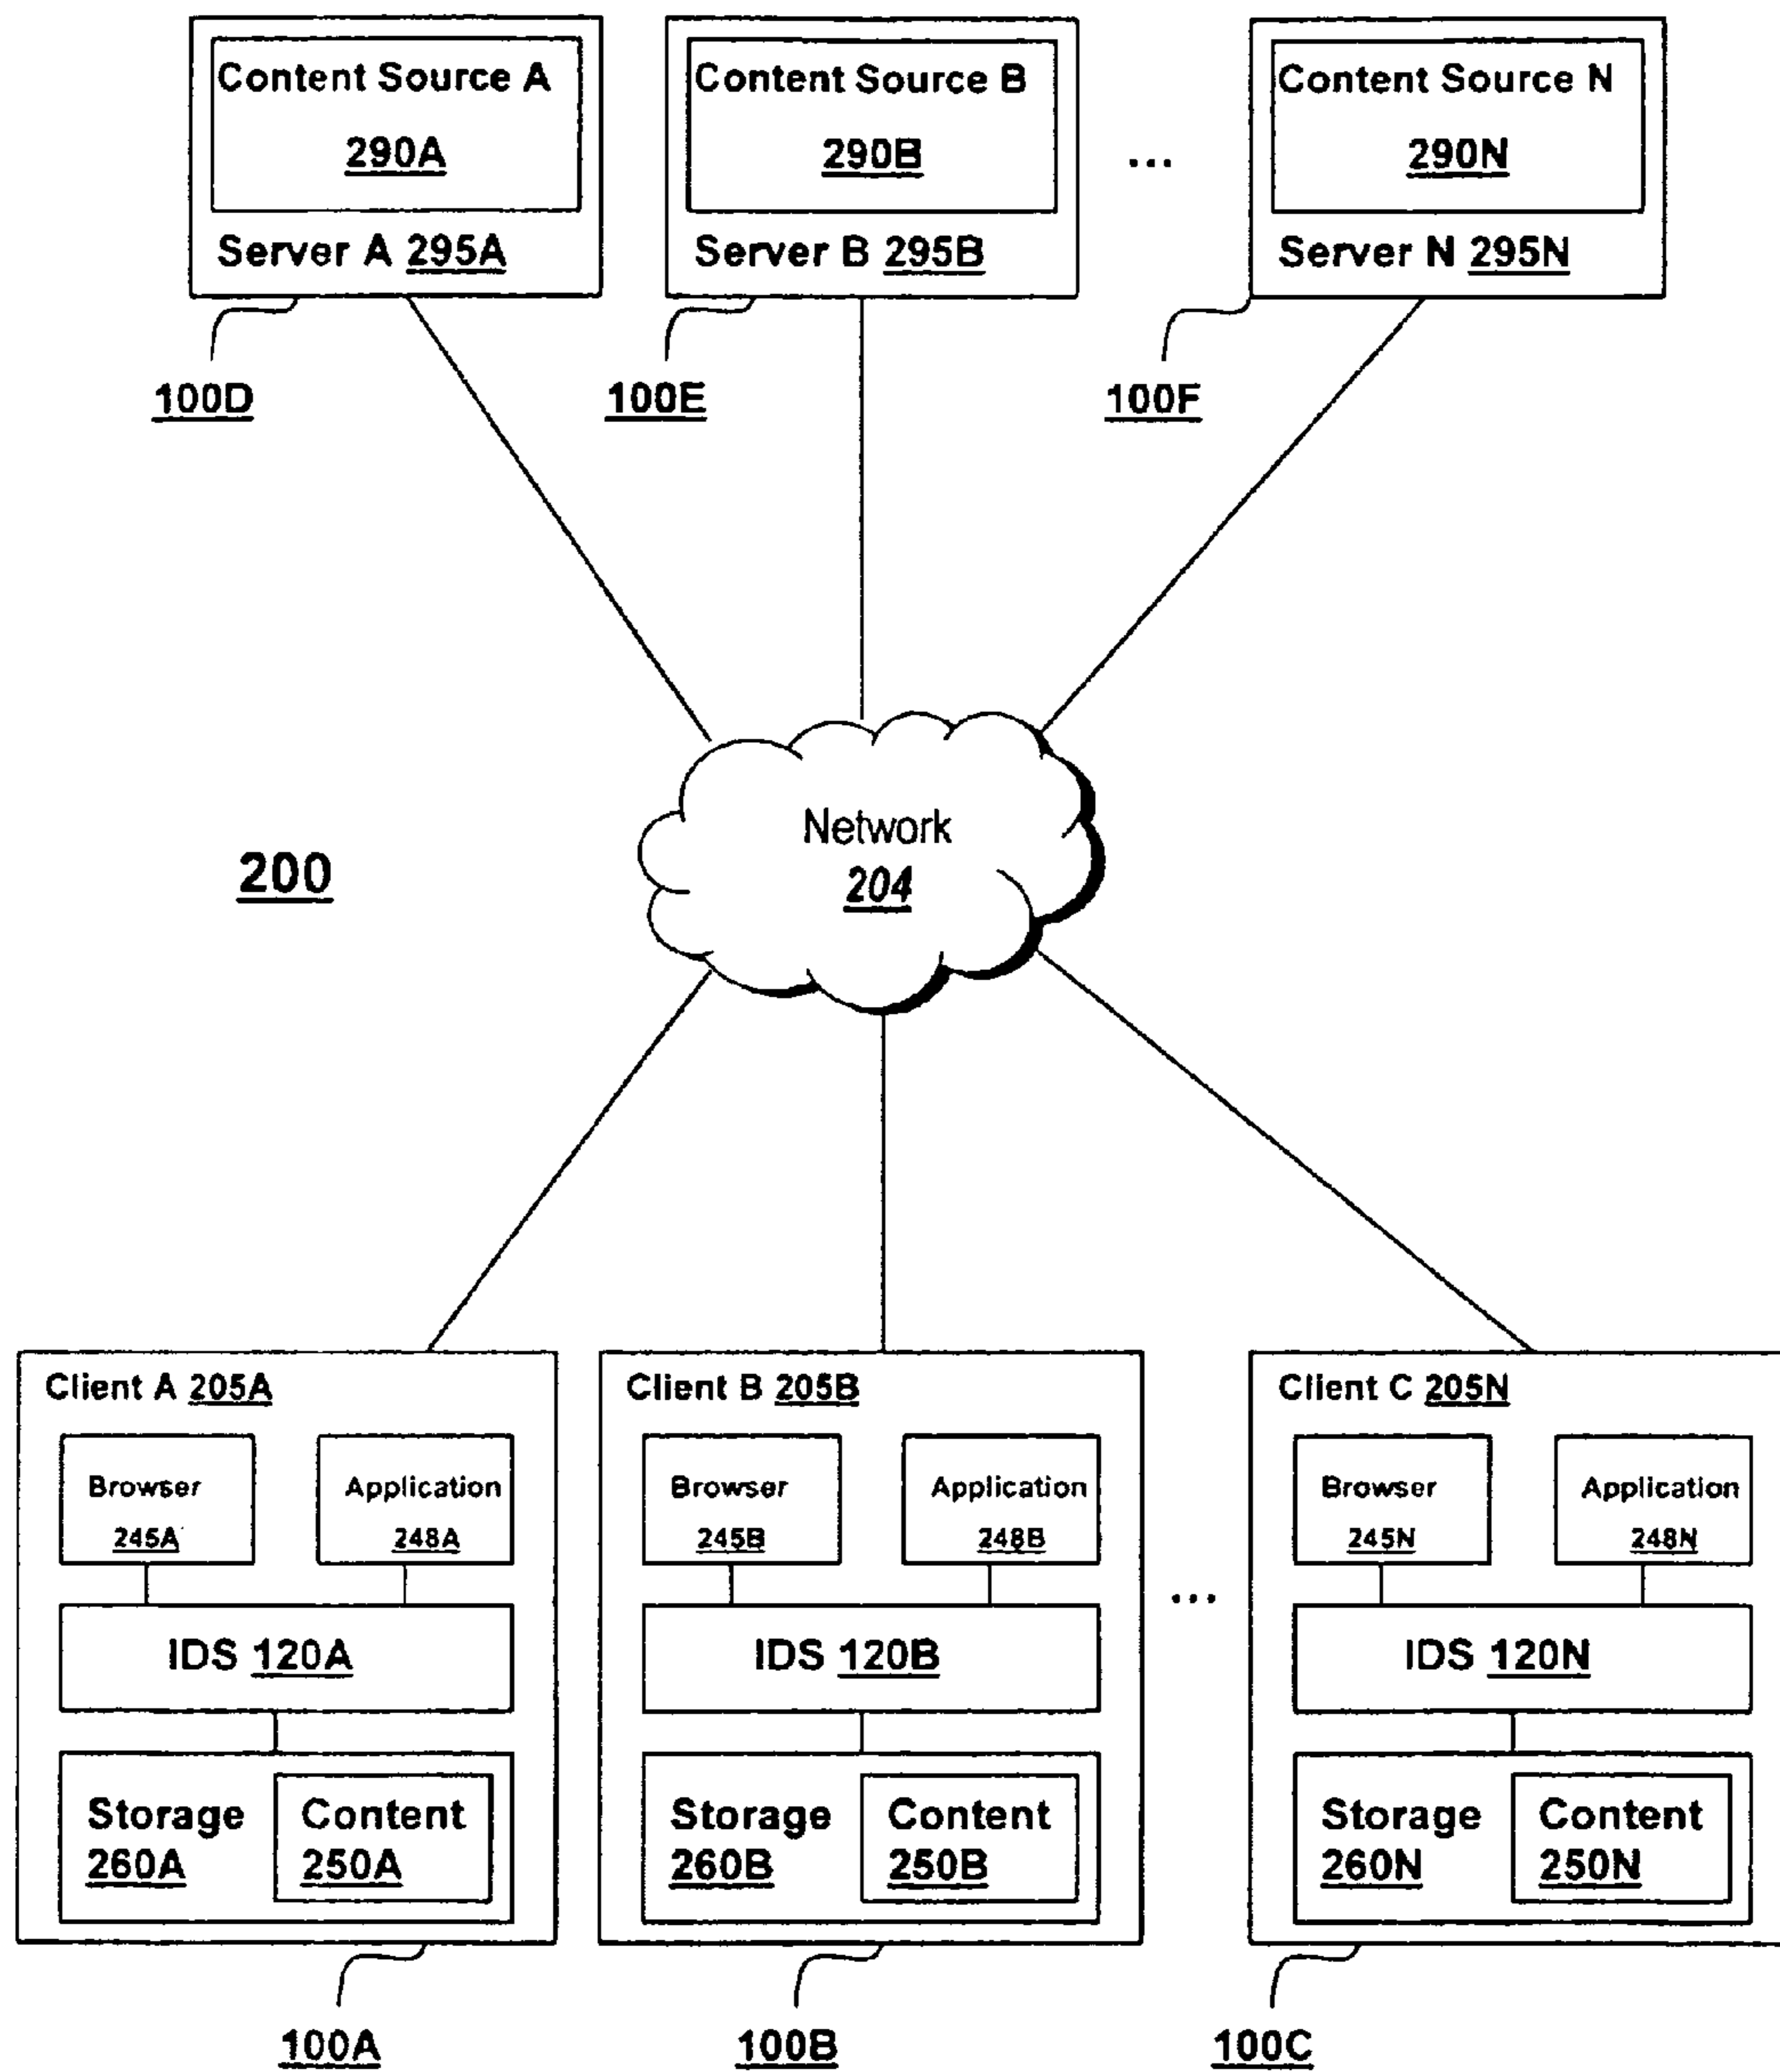 Content Source A
290A
Server A 295A
Content Source B
290B
Server B 295B
...
Content Source N
290N
Server N 295N
100D
100E
100F
200
Network
204
Client A 205A
Browser
245A
Application
248A
IDS 120A
Storage
260A
Content
250A
Client B 205B
Browser
245B
Application
248B
IDS 120B
Storage
260B
Content
250B
...
Client C 205N
Browser
245N
Application
248N
IDS 120N
Storage
260N
Content
250N
100A
100B
100C